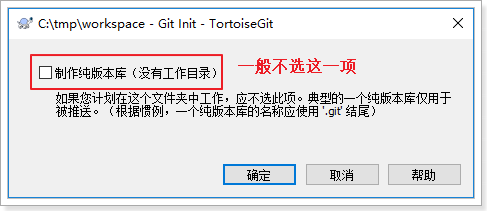 C:\tmp\workspace - Git Init - TortoiseGit
制作纯版本库（没有工作目录）
一般不选这一项
如果您计划在这个文件夹中工作，应不选此项。典型的一个纯版本库仅用于
被推送。（根据惯例，一个纯版本库的名称应使用 '.git' 结尾）
确定
取消
帮助